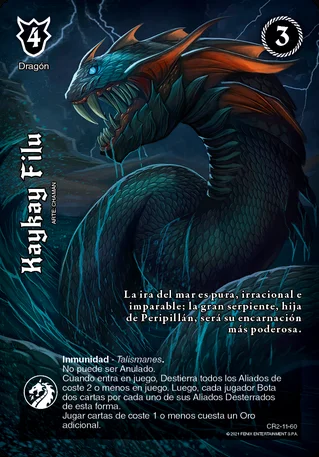 4
3
Dragón
Kaykay Filu
ARTE: CHAMAN
La ira del mar es pura, irracional e
imparable; la gran serpiente, hija
de Peripillán, será su encarnación
más poderosa.
Inmunidad - Talismanes.
No puede ser Anulado.
Cuando entra en juego, Destierra todos los Aliados de
coste 2 o menos en juego. Luego, cada jugador Bota
dos cartas por cada uno de sus Aliados Desterrados
de esta forma.
Jugar cartas de coste 1 o menos cuesta un Oro
adicional.
CR2-11-60
© 2021 FENIX ENTERTAINMENT S.P.A.